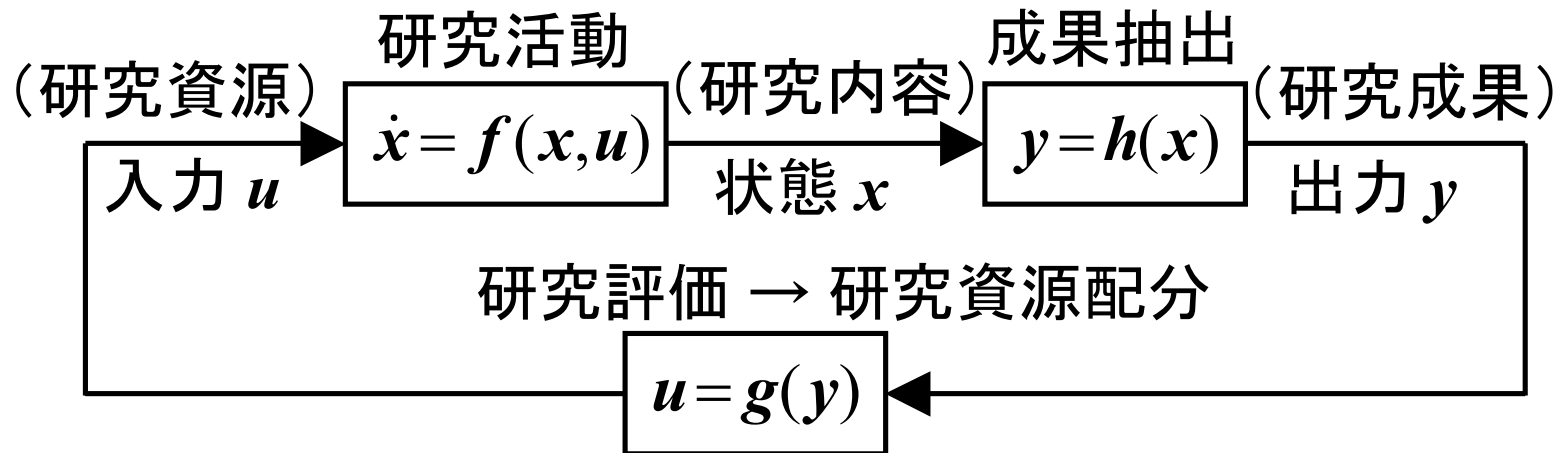 研究活動
成果抽出
（研究資源）
（研究内容）
（研究成果）
ẋ = f(x,u)
y = h(x)
入力 u
状態 x
出力 y
研究評価 → 研究資源配分
u = g(y)